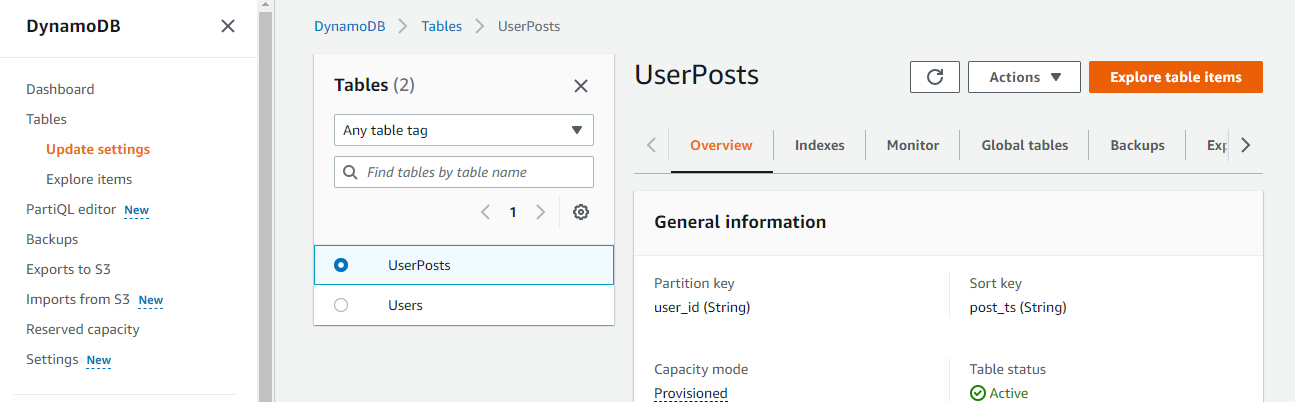 DynamoDB
Dashboard
Tables
Update settings
Explore items
PartiQL editor New
Backups
Exports to S3
Imports from S3 New
Reserved capacity
Settings New
DynamoDB Tables UserPosts
Tables (2)
Any table tag
Find tables by table name
1
UserPosts
Users
UserPosts
Actions
Explore table items
Overview Indexes Monitor Global tables Backups
General information
Partition key
user_id (String)
Sort key
post_ts (String)
Capacity mode
Provisioned
Table status
Active